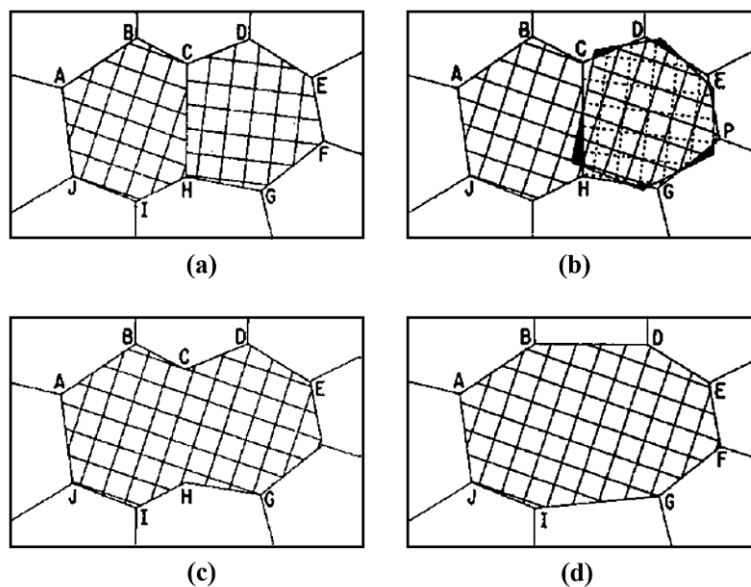 B C D
A E
F
J I H G
(a)
B C D
A E
P
J H G
(b)
B C D
A E
J I H G
(c)
B D
A E
F
J I G
(d)